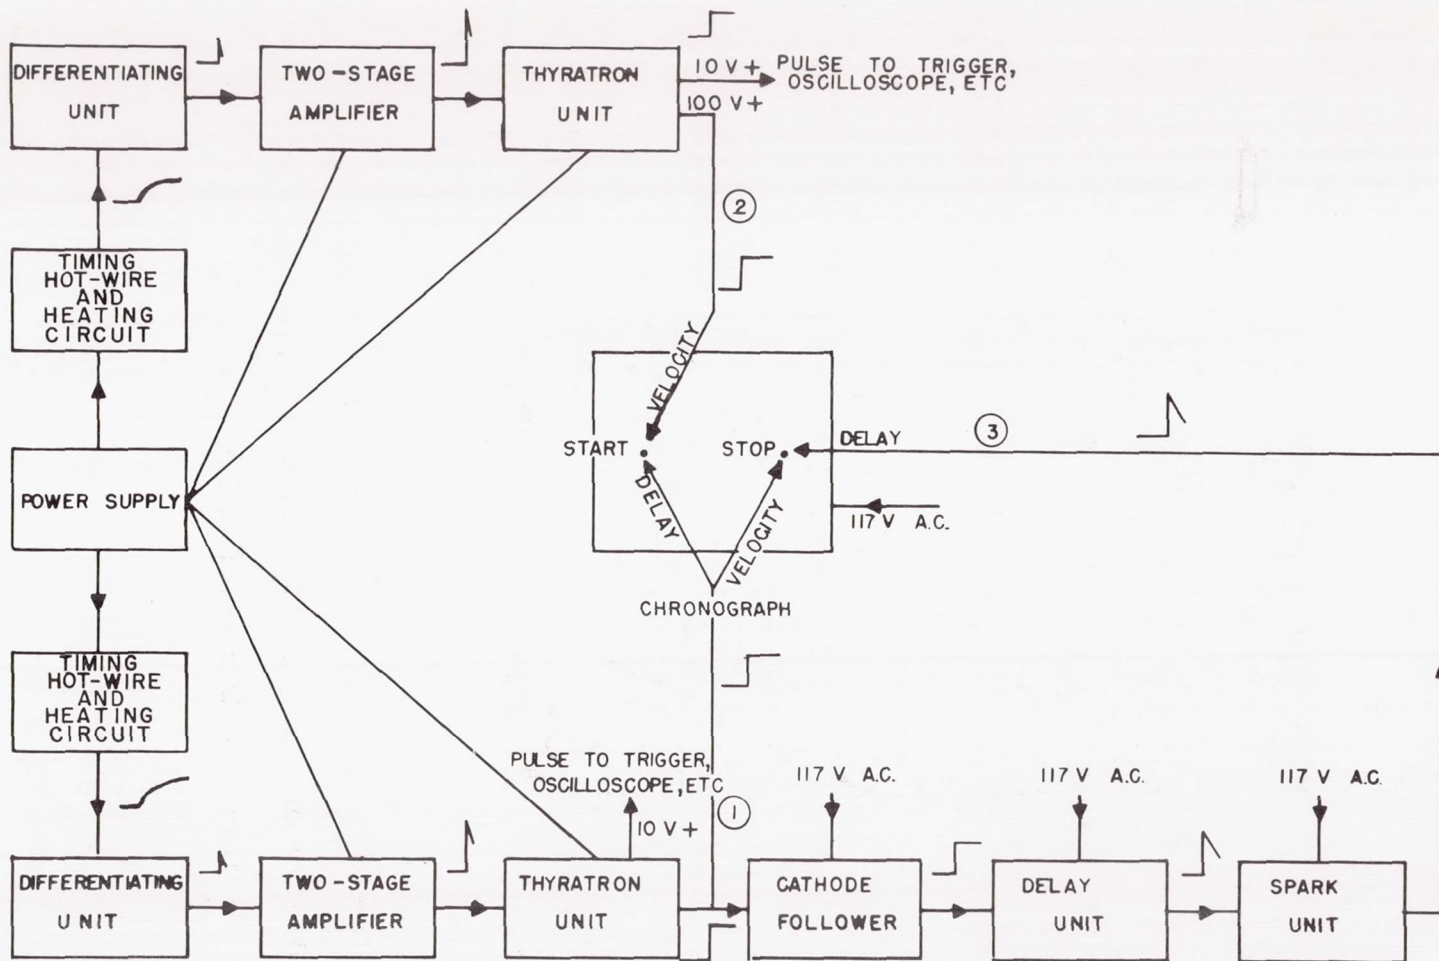 DIFFERENTIATING
UNIT
TWO-STAGE
AMPLIFIER
THYRATRON
UNIT
10 V +
100 V +
PULSE TO TRIGGER,
OSCILLOSCOPE, ETC
2
TIMING
HOT-WIRE
AND
HEATING
CIRCUIT
VELOCITY
START
STOP
DELAY
3
DELAY
VELOCITY
117 V A.C.
POWER SUPPLY
CHRONOGRAPH
TIMING
HOT-WIRE
AND
HEATING
CIRCUIT
PULSE TO TRIGGER,
OSCILLOSCOPE, ETC
10 V +
1
117 V A.C.
117 V A.C.
117 V A.C.
DIFFERENTIATING
UNIT
TWO-STAGE
AMPLIFIER
THYRATRON
UNIT
CATHODE
FOLLOWER
DELAY
UNIT
SPARK
UNIT